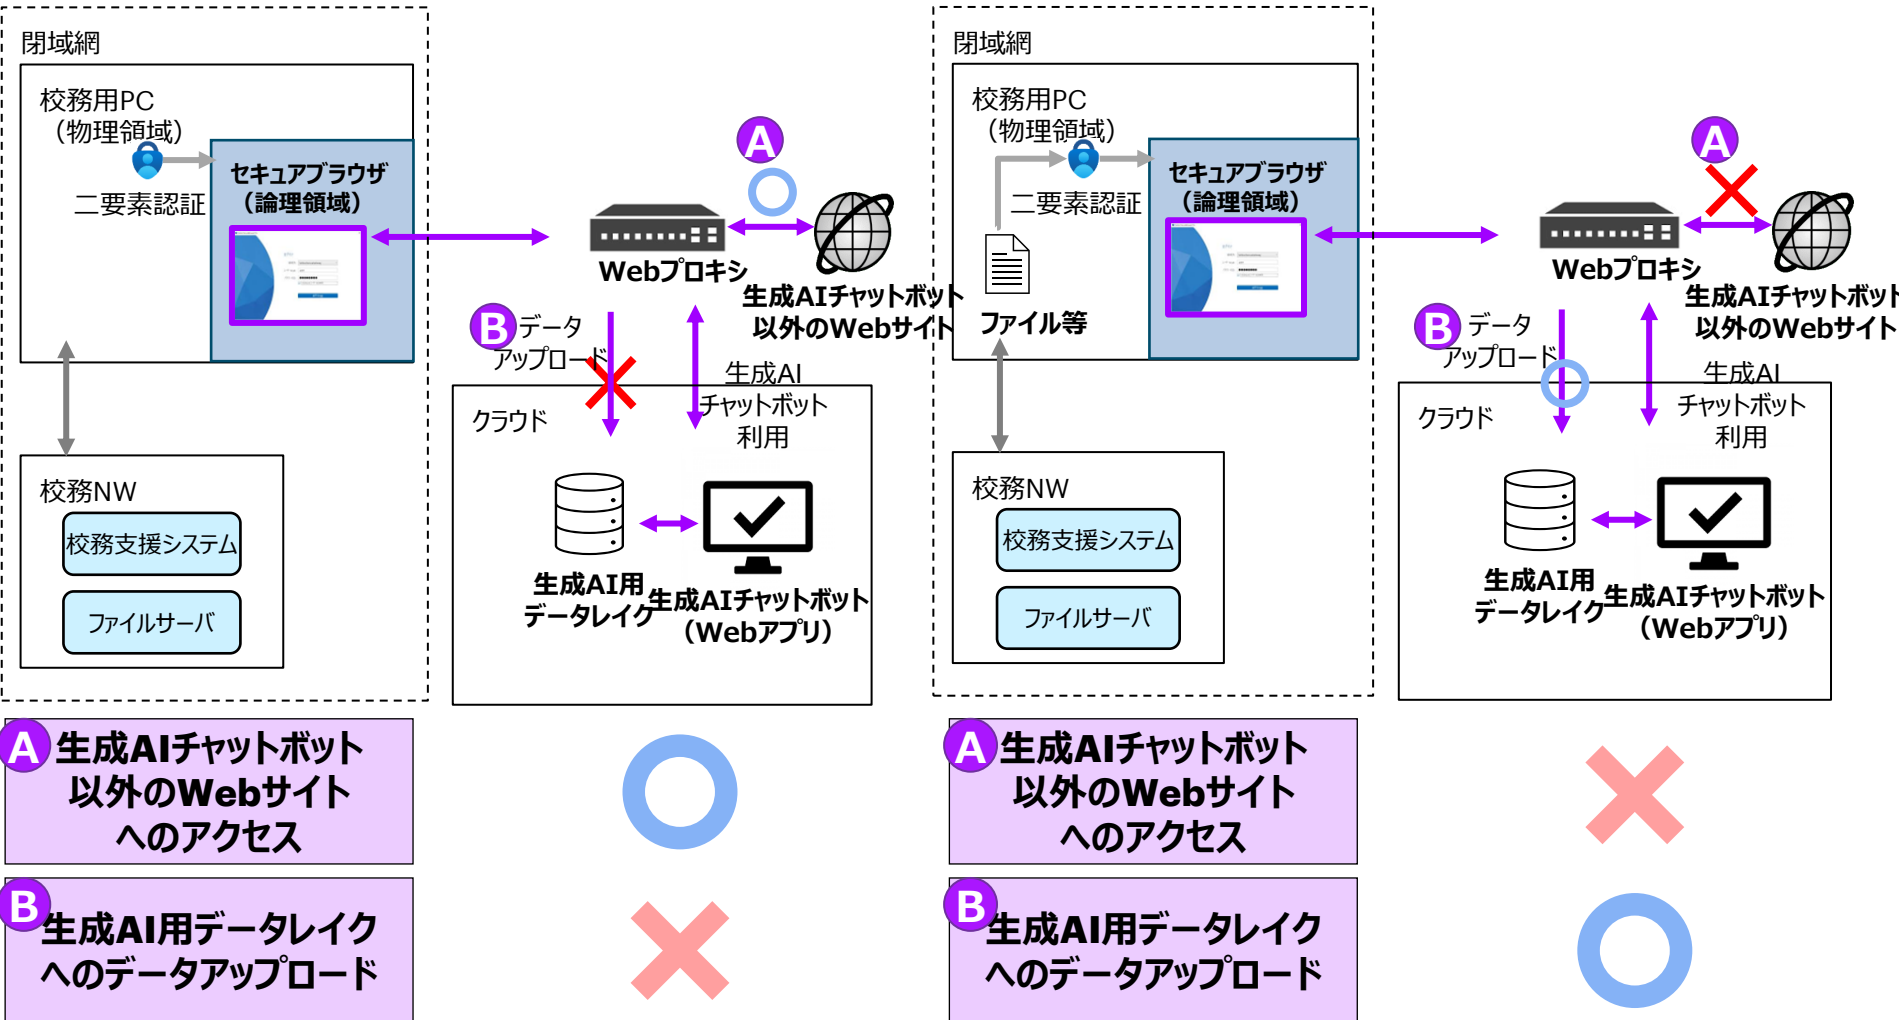 閉域網
校務用PC
（物理領域）
二要素認証
セキュアブラウザ
（論理領域）
A
Webプロキシ
生成AIチャットボット
以外のWebサイト
B
データ
アップロード
生成AI
チャットボット
利用
クラウド
校務NW
校務支援システム
ファイルサーバ
生成AI用
データレイク
生成AIチャットボット
（Webアプリ）
A 生成AIチャットボット
以外のWebサイト
へのアクセス
B 生成AI用データレイク
へのデータアップロード
閉域網
校務用PC
（物理領域）
二要素認証
セキュアブラウザ
（論理領域）
ファイル等
A
Webプロキシ
生成AIチャットボット
以外のWebサイト
B
データ
アップロード
生成AI
チャットボット
利用
クラウド
校務NW
校務支援システム
ファイルサーバ
生成AI用
データレイク
生成AIチャットボット
（Webアプリ）
A 生成AIチャットボット
以外のWebサイト
へのアクセス
B 生成AI用データレイク
へのデータアップロード